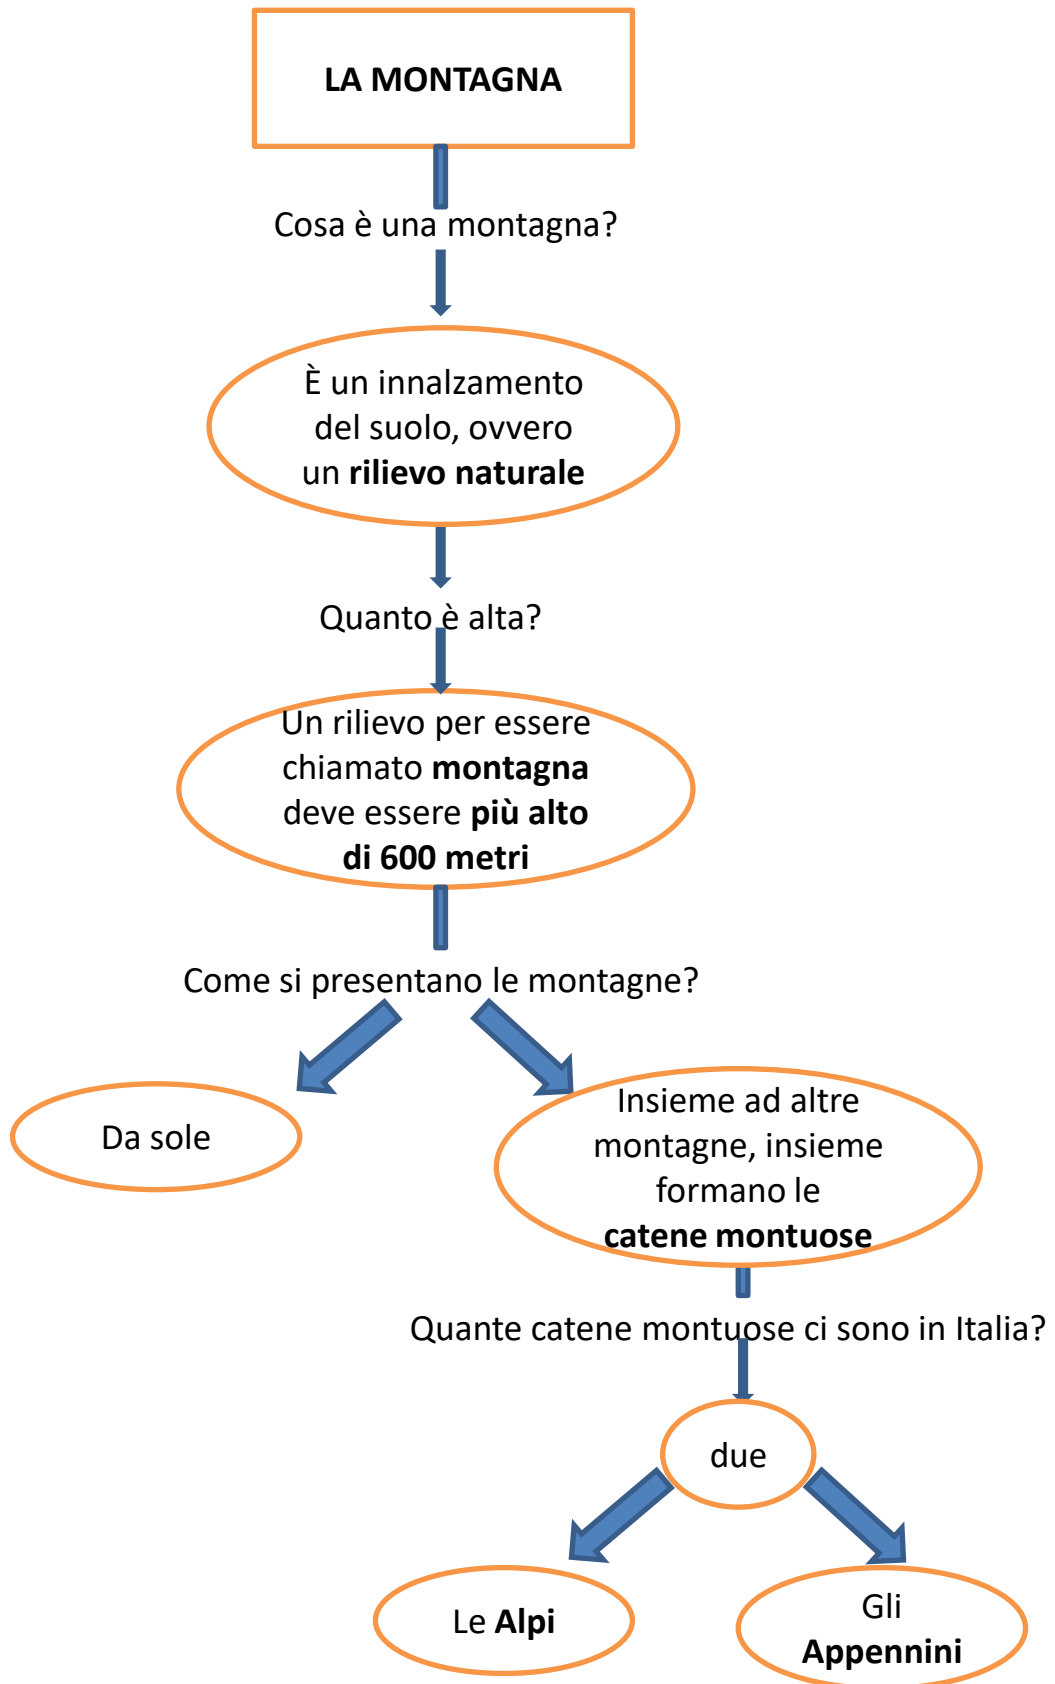 LA MONTAGNA
Cosa è una montagna?
È un innalzamento
del suolo, ovvero
un rilievo naturale
Quanto è alta?
Un rilievo per essere
chiamato montagna
deve essere più alto
di 600 metri
Come si presentano le montagne?
Da sole
Insieme ad altre
montagne, insieme
formano le
catene montuose
Quante catene montuose ci sono in Italia?
due
Le Alpi
Gli
Appennini